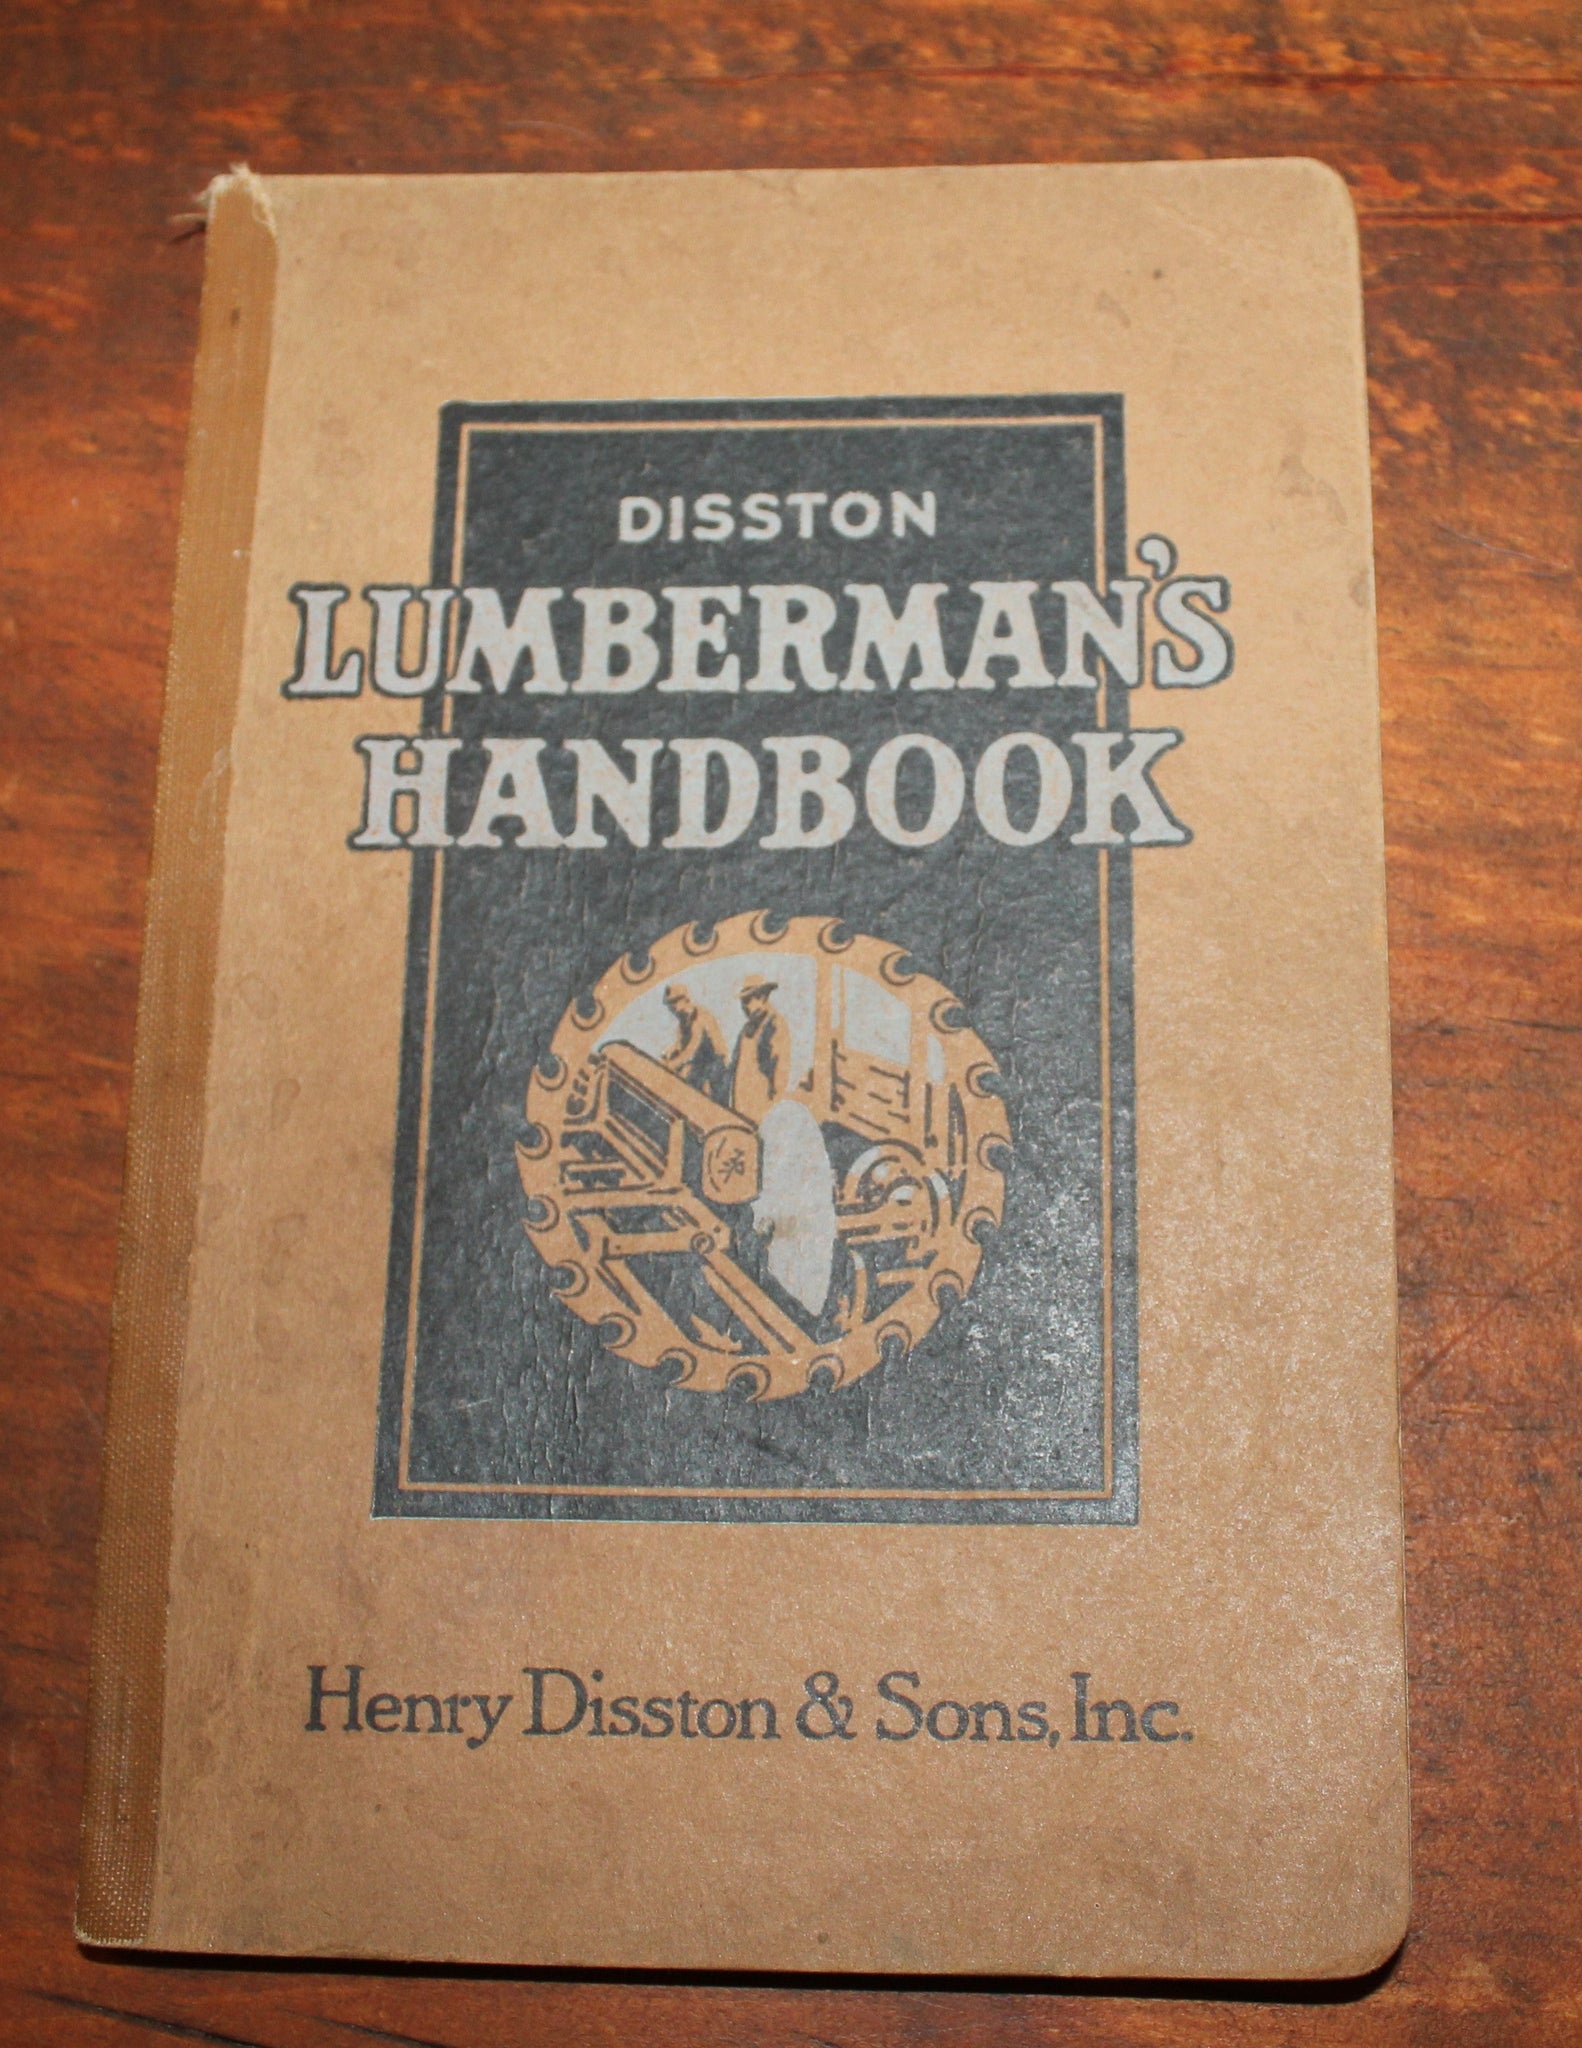 DISSTON
LUMBERMAN'S
HANDBOOK
Henry Disston & Sons, Inc.